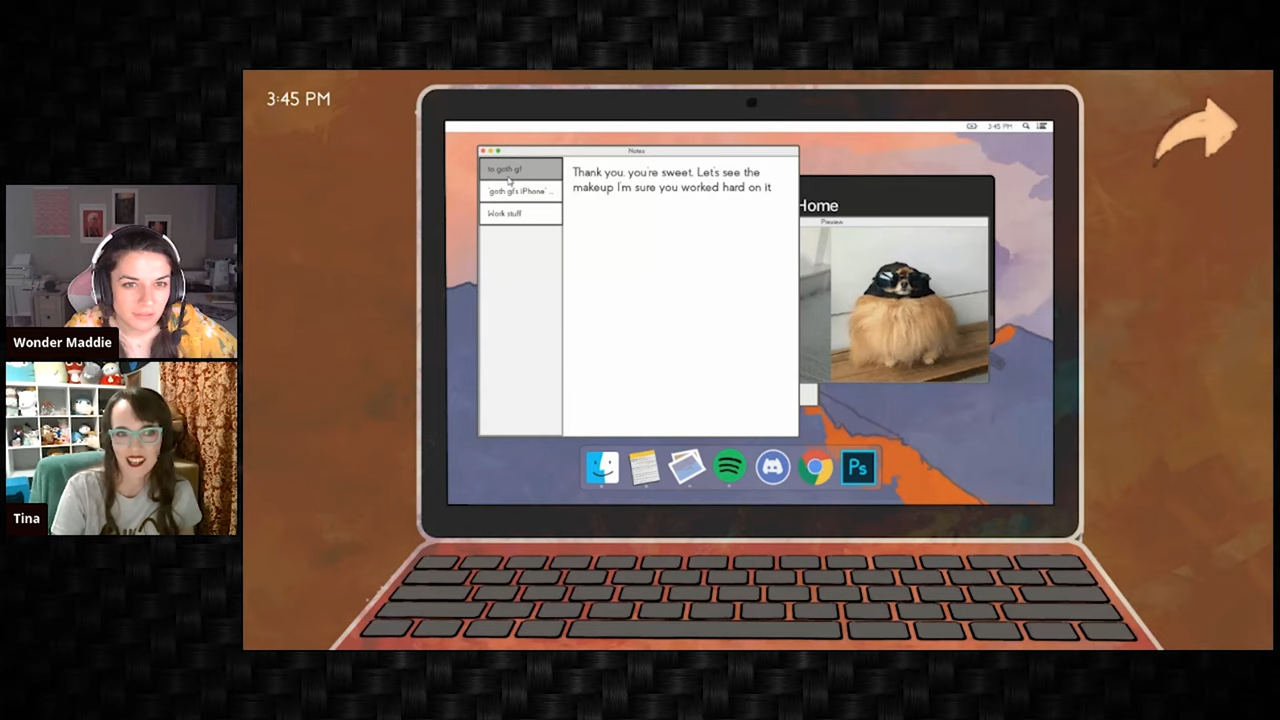 3:45 PM
3:45 PM
Notes
to goth gf
Thank you, you're sweet. Let's see the
makeup I'm sure you worked hard on it
'goth gf's iPhone' ...
Work stuff
Home
Preview
Ps
Wonder Maddie
Tina